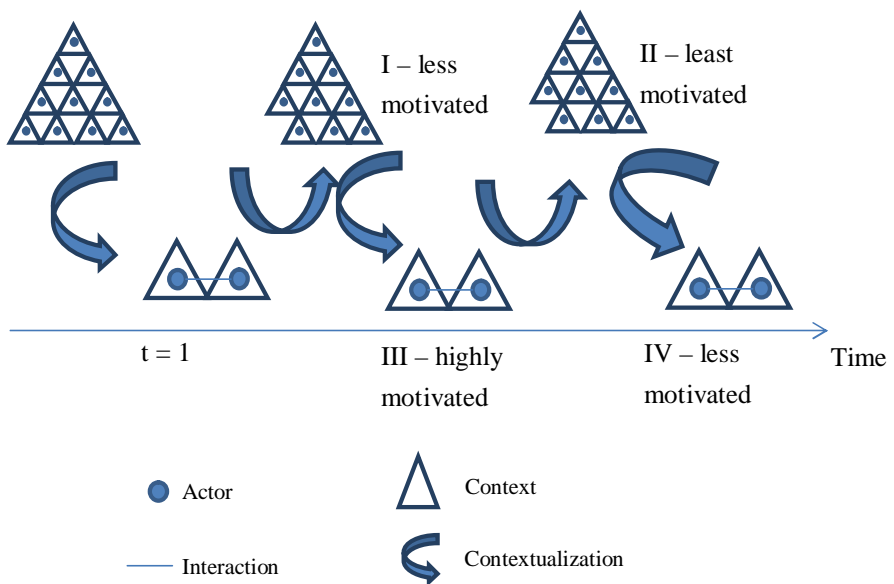 I – less
motivated
II – least
motivated
t = 1
III – highly
motivated
IV – less
motivated
Time
Actor
Context
Interaction
Contextualization